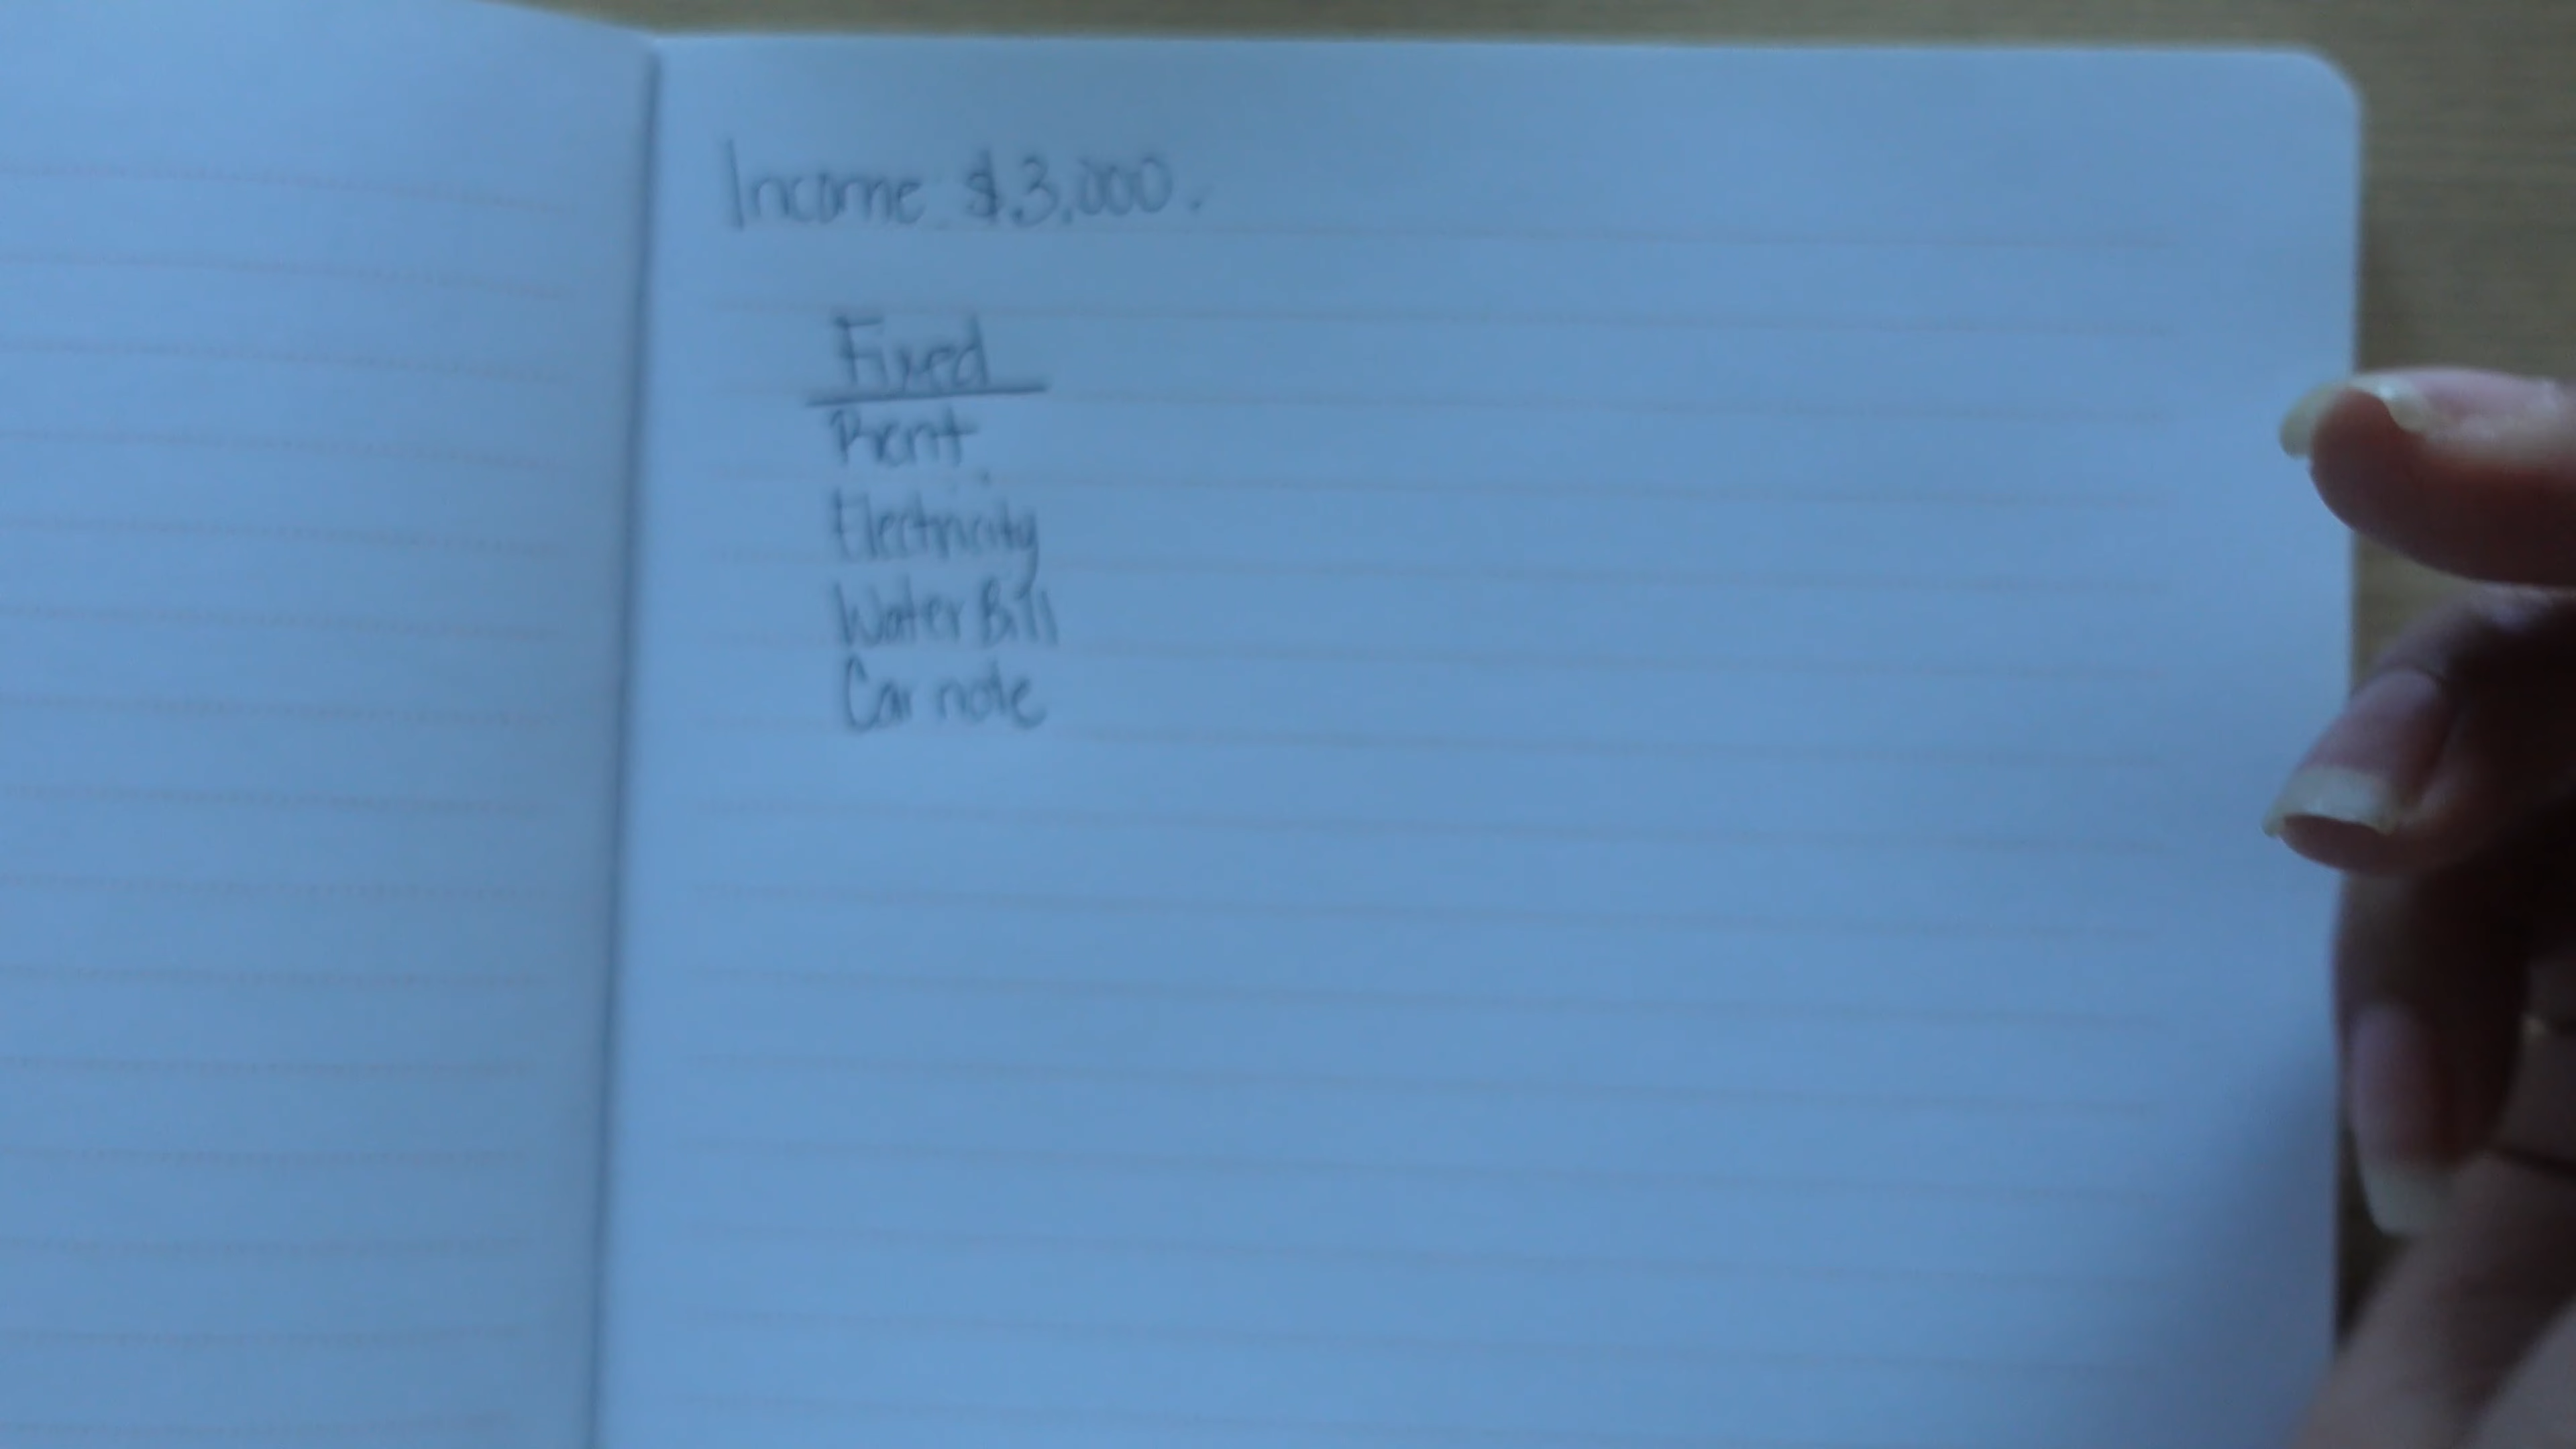 Income: $3,000.
Fixed
Rent
Electricity
Water Bill
Car note